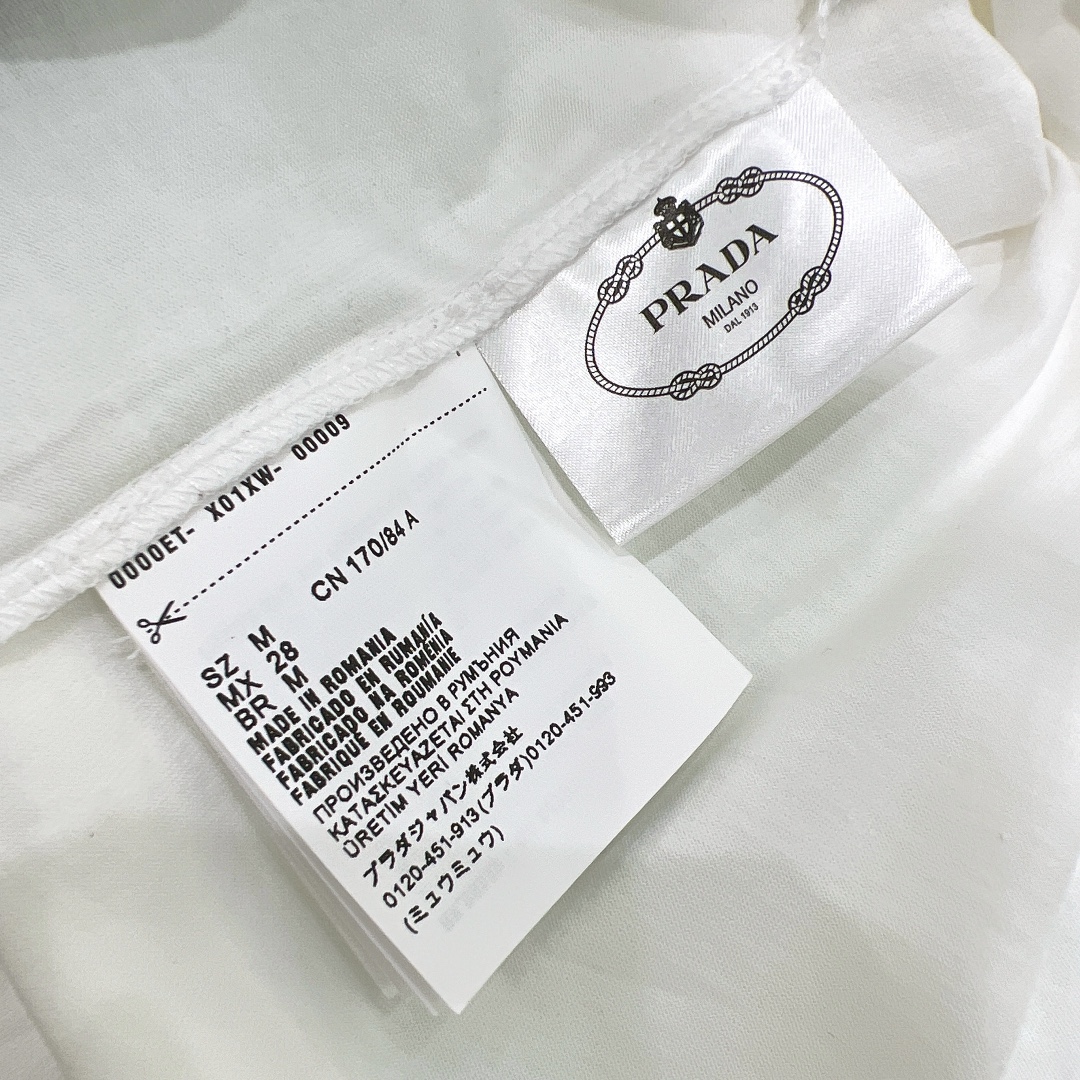 PRADA
MILANO
DAL 1913
0000ET- X01XW- 00009
CN 170/84 A
SZ M
MX 28
BR M
MADE IN ROMANIA
FABRICADO EN RUMANÍA
FABRICADO NA ROMÉNIA
FABRIQUÉ EN ROUMANIE
ПРОИЗВЕДЕНО В РУМЪНИЯ
ΚΑΤΑΣΚΕΥΑΖΕΤΑΙ ΣΤΗ ΡΟΥΜΑΝΙΑ
ÜRETIM YERİ ROMANYA
プラダジャパン株式会社
0120-451-913(プラダ)0120-451-993
(ミュウミュウ)